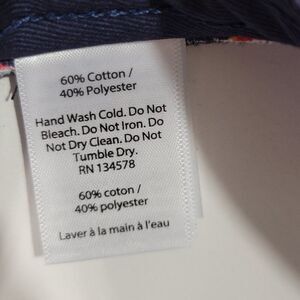 60% Cotton /
40% Polyester
Hand Wash Cold. Do Not
Bleach. Do Not Iron. Do
Not Dry Clean. Do Not
Tumble Dry.
RN 134578
60% coton /
40% polyester
Laver à la main à l'eau